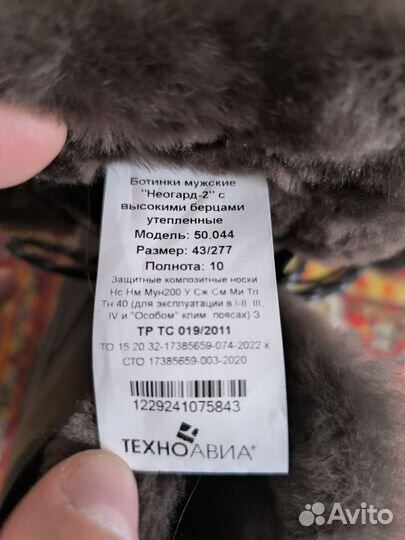 Ботинки мужские
"Неогард-2" с
высокими берцами
утепленные
Модель: 50.044
Размер: 43/277
Полнота: 10
Защитные композитные носки
Нс Нм Мун200 У Сж См Ми Тп
Тн 40 (для эксплуатации в I-II, III,
IV и "Особом" клим. поясах) З
ТР ТС 019/2011
ТО 15 20 32-17385659-074-2022 к
СТО 17385659-003-2020
1229241075843
ТЕХНОАВИА®
Avito